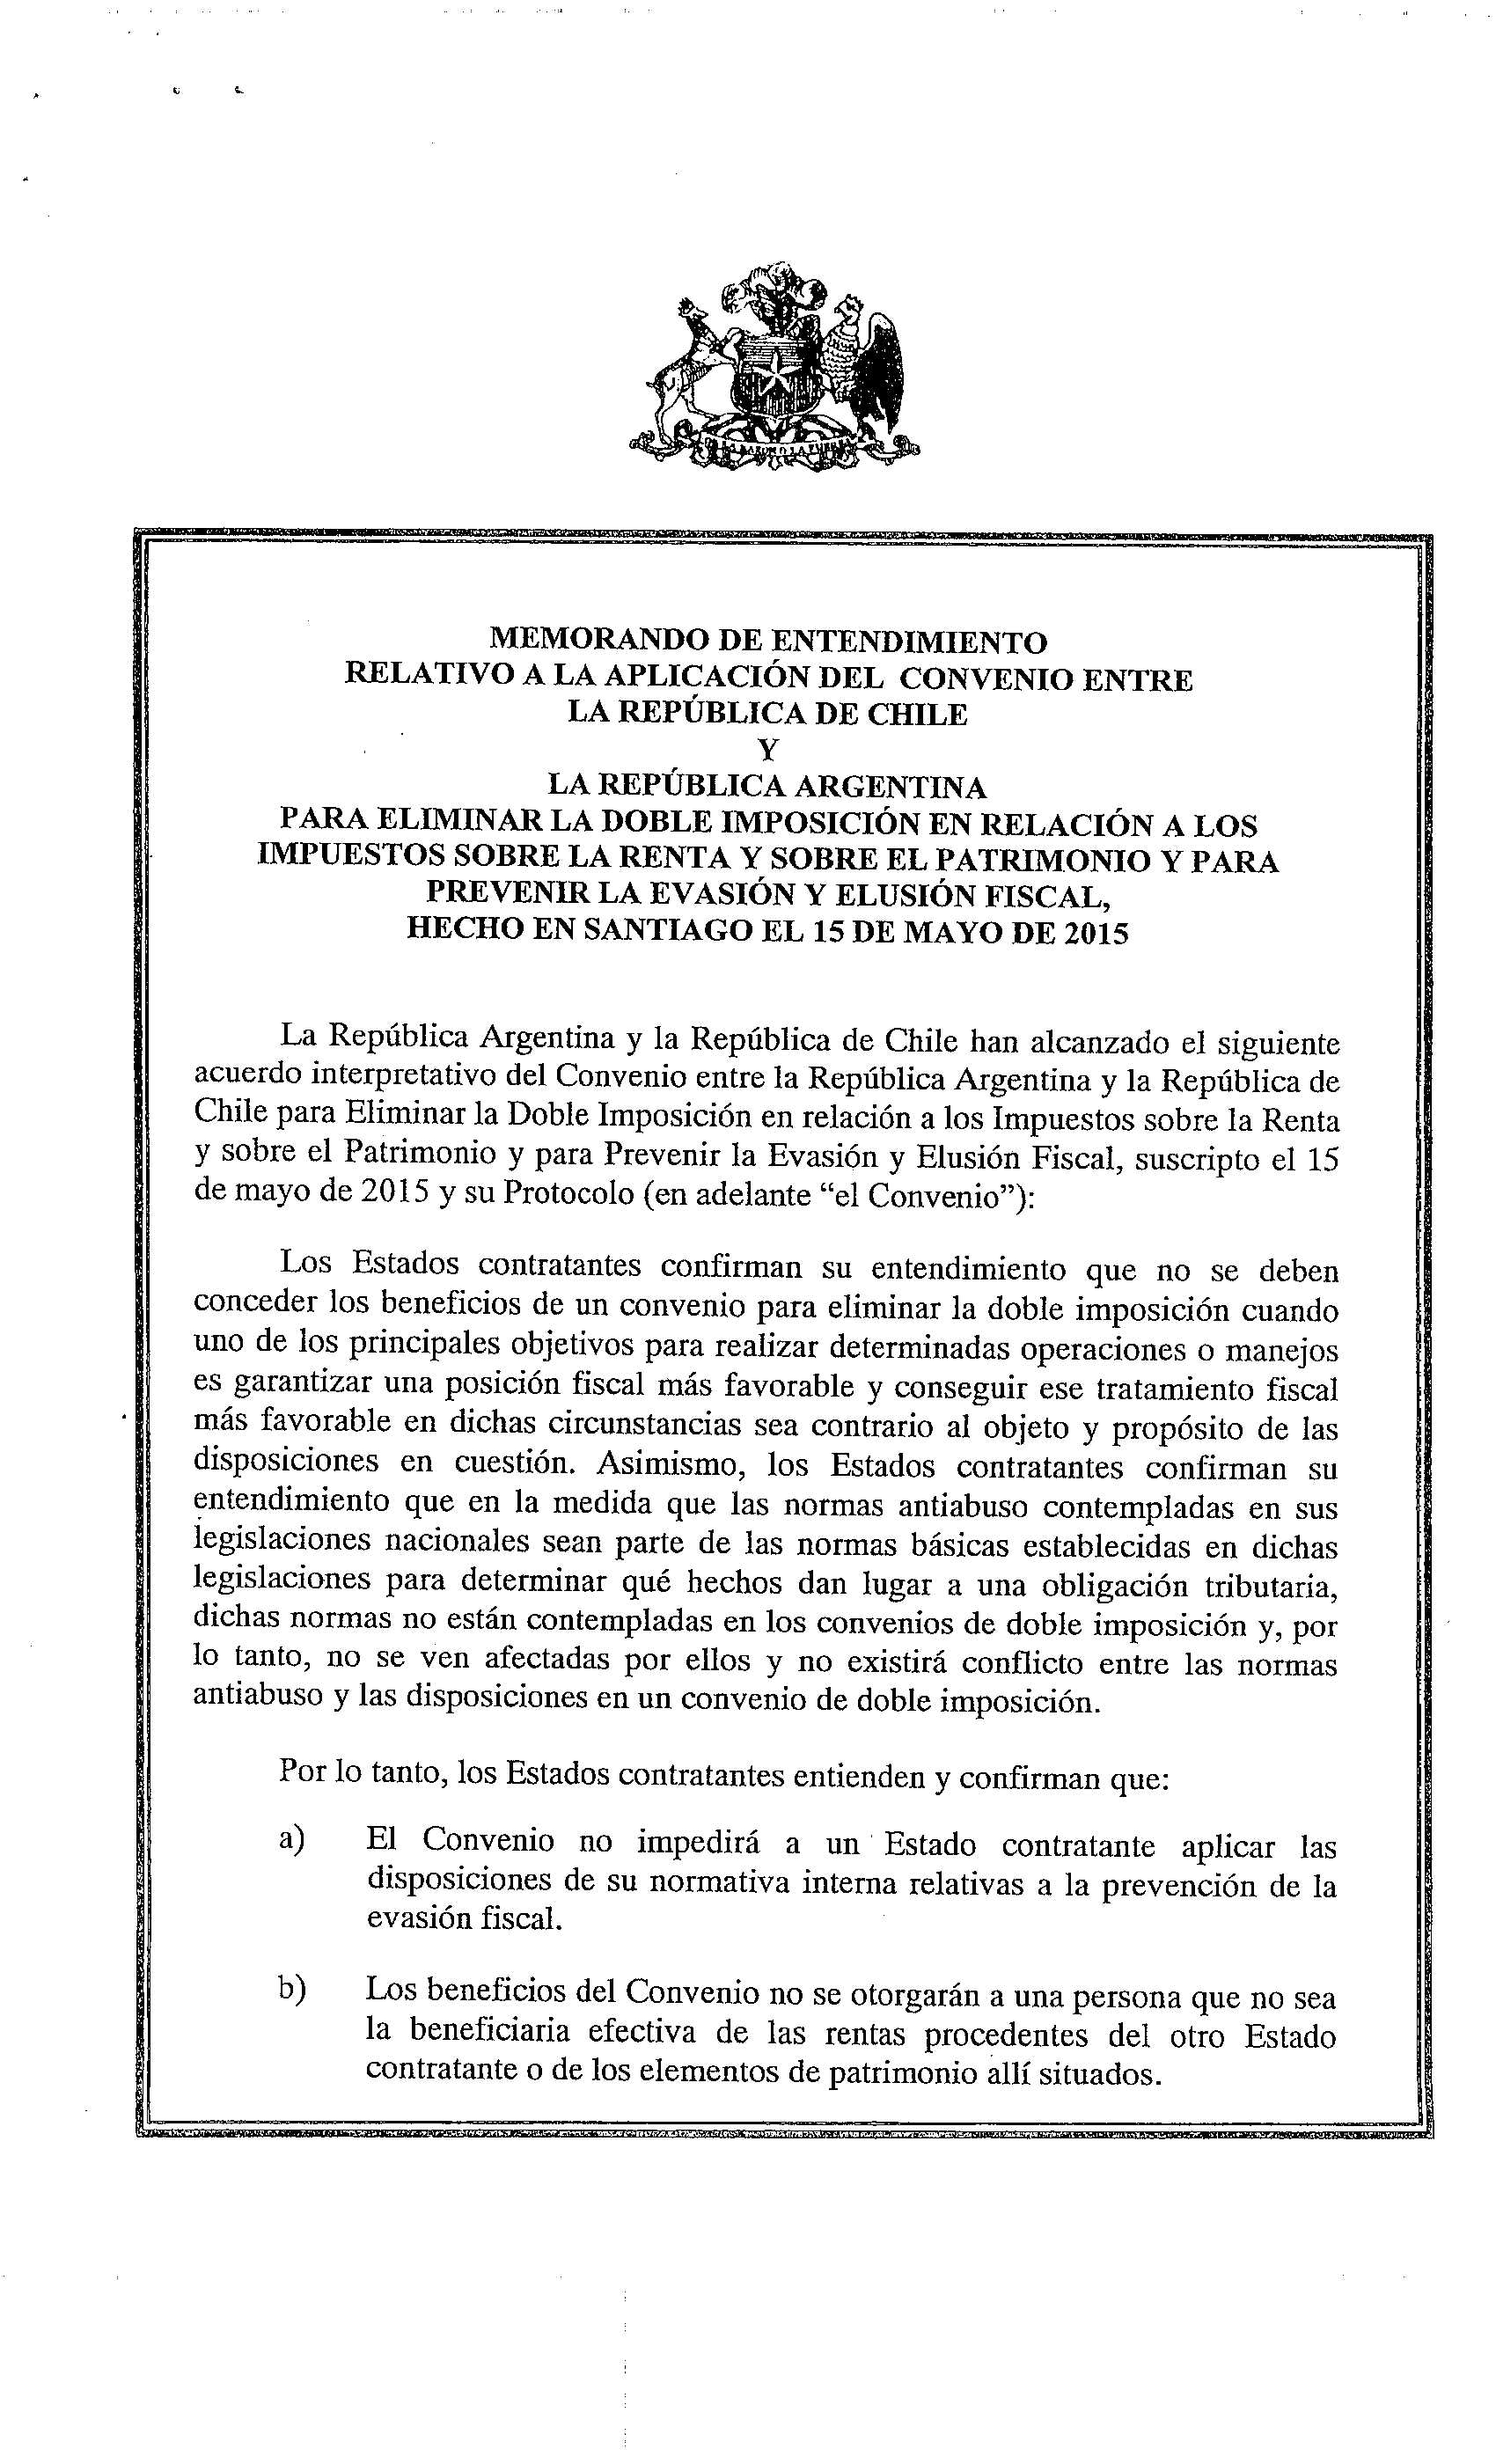 MEMORANDO DE ENTENDIMIENTO
RELATIVO A LA APLICACIÓN DEL CONVENIO ENTRE
LA REPÚBLICA DE CHILE
Y
LA REPÚBLICA ARGENTINA
PARA ELIMINAR LA DOBLE IMPOSICIÓN EN RELACIÓN A LOS
IMPUESTOS SOBRE LA RENTA Y SOBRE EL PATRIMONIO Y PARA
PREVENIR LA EVASIÓN Y ELUSIÓN FISCAL,
HECHO EN SANTIAGO EL 15 DE MAYO DE 2015
La República Argentina y la República de Chile han alcanzado el siguiente
acuerdo interpretativo del Convenio entre la República Argentina y la República de
Chile para Eliminar la Doble Imposición en relación a los Impuestos sobre la Renta
y sobre el Patrimonio y para Prevenir la Evasión y Elusión Fiscal, suscripto el 15
de mayo de 2015 y su Protocolo (en adelante “el Convenio”):
Los Estados contratantes confirman su entendimiento que no se deben
conceder los beneficios de un convenio para eliminar la doble imposición cuando
uno de los principales objetivos para realizar determinadas operaciones o manejos
es garantizar una posición fiscal más favorable y conseguir ese tratamiento fiscal
más favorable en dichas circunstancias sea contrario al objeto y propósito de las
disposiciones en cuestión. Asimismo, los Estados contratantes confirman su
entendimiento que en la medida que las normas antiabuso contempladas en sus
legislaciones nacionales sean parte de las normas básicas establecidas en dichas
legislaciones para determinar qué hechos dan lugar a una obligación tributaria,
dichas normas no están contempladas en los convenios de doble imposición y, por
lo tanto, no se ven afectadas por ellos y no existirá conflicto entre las normas
antiabuso y las disposiciones en un convenio de doble imposición.
Por lo tanto, los Estados contratantes entienden y confirman que:
a) El Convenio no impedirá a un Estado contratante aplicar las
disposiciones de su normativa interna relativas a la prevención de la
evasión fiscal.
b) Los beneficios del Convenio no se otorgarán a una persona que no sea
la beneficiaria efectiva de las rentas procedentes del otro Estado
contratante o de los elementos de patrimonio allí situados.